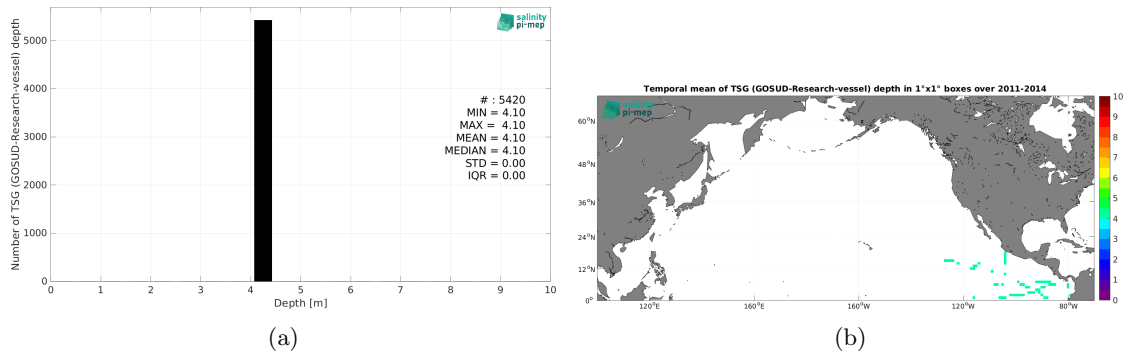 salinity
pi-mep
Number of TSG (GOSUD-Research-vessel) depth
5000
4000
3000
2000
1000
0
# : 5420
MIN = 4.10
MAX = 4.10
MEAN = 4.10
MEDIAN = 4.10
STD = 0.00
IQR = 0.00
0 1 2 3 4 5 6 7 8 9 10
Depth [m]
(a)
Temporal mean of TSG (GOSUD-Research-vessel) depth in 1°x1° boxes over 2011-2014
salinity
pi-mep
60°N
48°N
36°N
24°N
12°N
0°
120°E 160°E 160°W 120°W 80°W
10
9
8
7
6
5
4
3
2
1
0
(b)